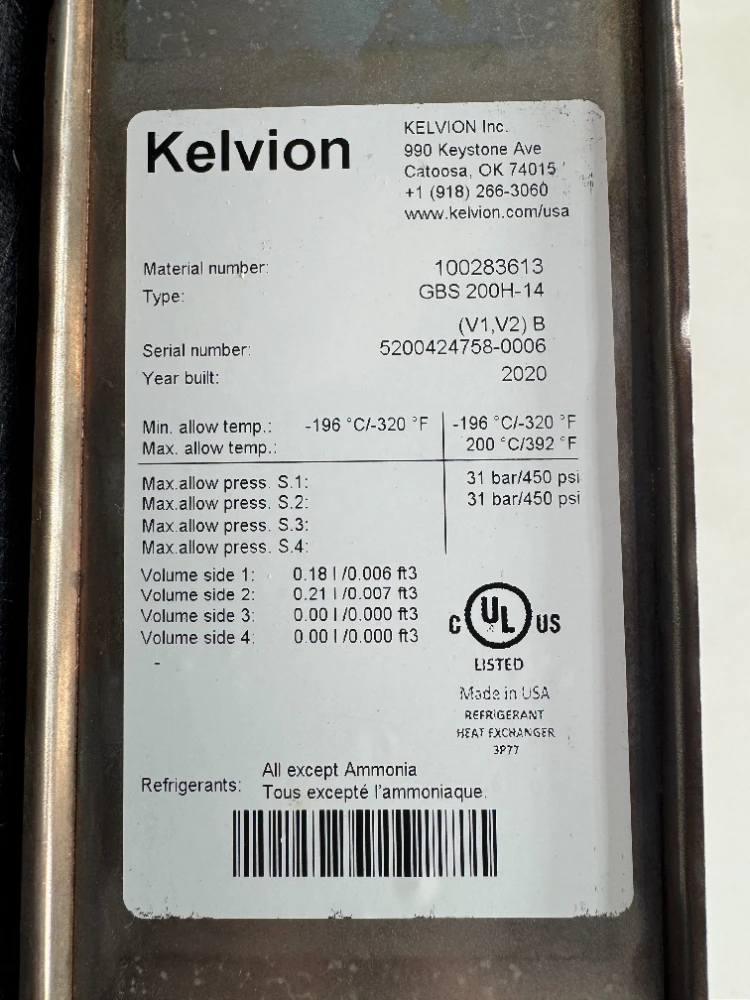 Kelvion
KELVION Inc.
990 Keystone Ave
Catoosa, OK 74015
+1 (918) 266-3060
www.kelvion.com/usa
Material number: 100283613
Type: GBS 200H-14
(V1,V2) B
Serial number: 5200424758-0006
Year built: 2020
Min. allow temp.: -196 °C/-320 °F -196 °C/-320 °F
Max. allow temp.: 200 °C/392 °F
Max.allow press. S.1: 31 bar/450 psi
Max.allow press. S.2: 31 bar/450 psi
Max.allow press. S.3:
Max.allow press. S.4:
Volume side 1: 0.18 l /0.006 ft3
Volume side 2: 0.21 l /0.007 ft3
Volume side 3: 0.00 l /0.000 ft3
Volume side 4: 0.00 l /0.000 ft3
-
C UL US
LISTED
Made in USA
REFRIGERANT
HEAT EXCHANGER
3P77
Refrigerants: All except Ammonia
Tous excepté l'ammoniaque.